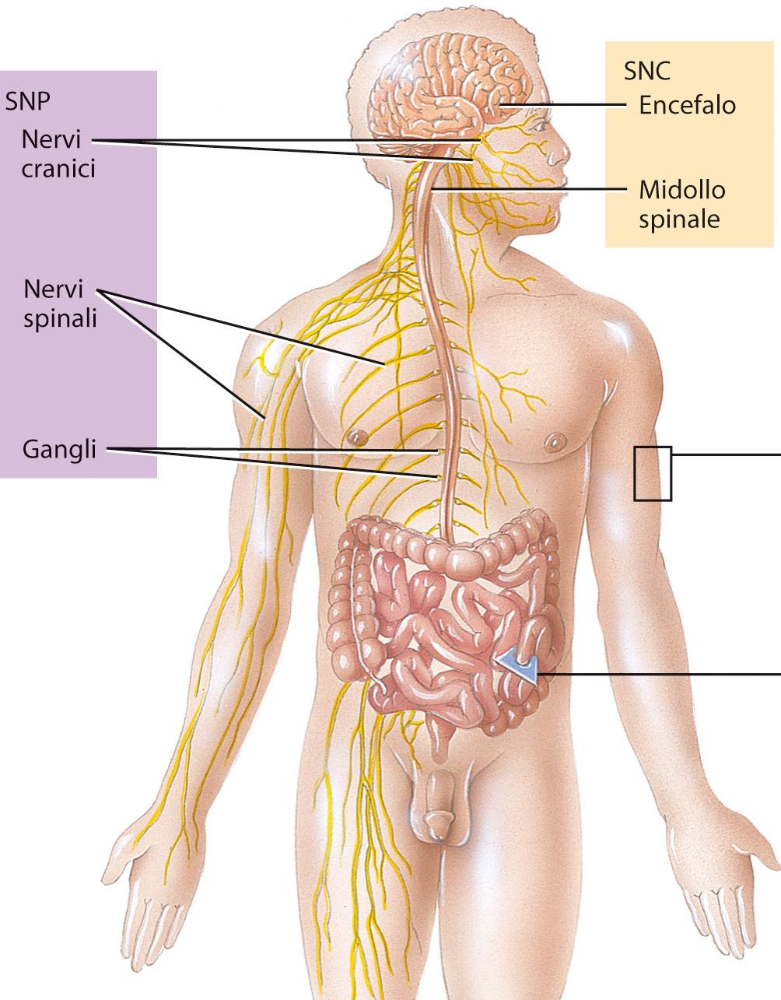 SNP
Nervi
cranici
Nervi
spinali
Gangli
SNC
Encefalo
Midollo
spinale